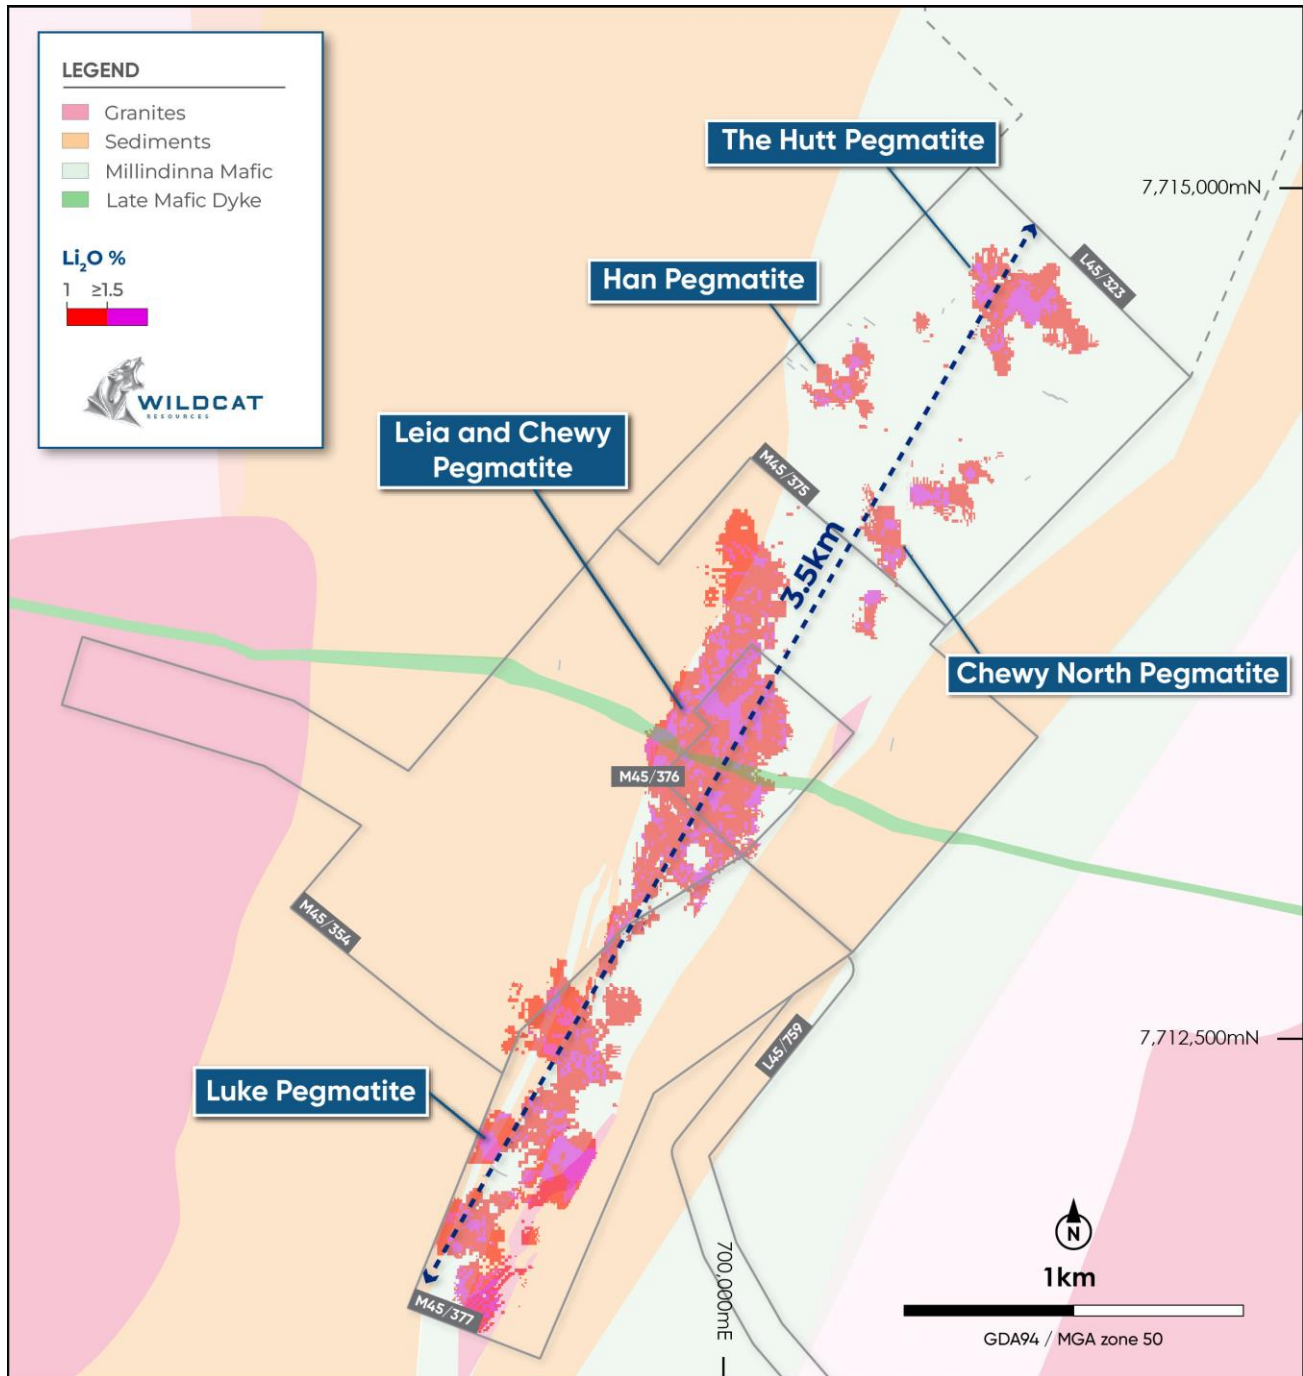 LEGEND
Granites
Sediments
Millindinna Mafic
Late Mafic Dyke
Li₂O %
1 ≥1.5
WILDCAT
RESOURCES
The Hutt Pegmatite
7,715,000mN
Han Pegmatite
L45/323
Leia and Chewy
Pegmatite
M45/375
3.5km
Chewy North Pegmatite
M45/376
M45/354
7,712,500mN
L45/759
Luke Pegmatite
700,000mE
N
1km
M45/377
GDA94 / MGA zone 50